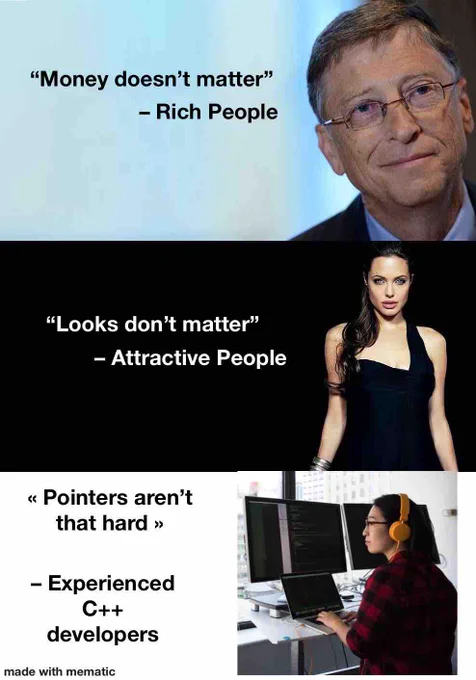 “Money doesn’t matter”
– Rich People
“Looks don’t matter”
– Attractive People
« Pointers aren’t
that hard »
– Experienced
C++
developers
made with mematic